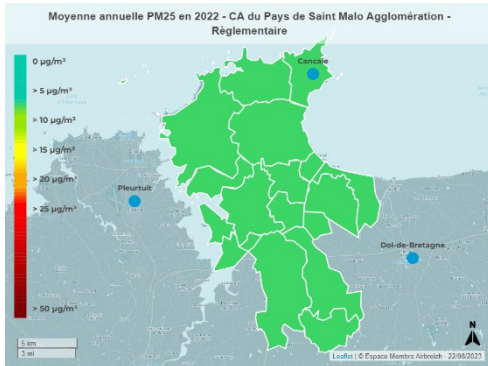 Moyenne annuelle PM25 en 2022 - CA du Pays de Saint Malo Agglomération -
Règlementaire
0 µg/m³
> 5 µg/m³
> 10 µg/m³
> 15 µg/m³
> 20 µg/m³
> 25 µg/m³
> 50 µg/m³
Cancale
Pleurtuit
Dol-de-Bretagne
N
5 km
3 mi
Leaflet | © Espace Membre Airbreizh - 22/08/2023